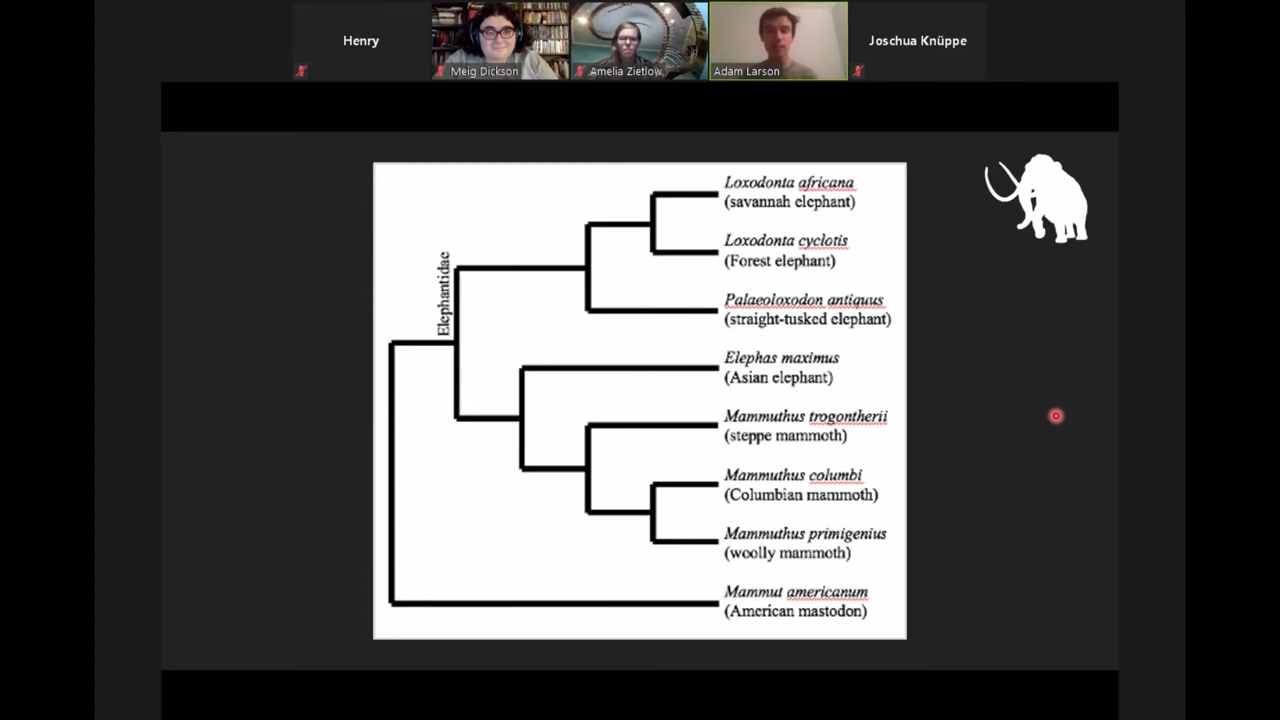 Henry
Meig Dickson
Amelia Zietlow
Adam Larson
Joschua Knüppe
Elephantidae
Loxodonta africana
(savannah elephant)
Loxodonta cyclotis
(Forest elephant)
Palaeoloxodon antiquus
(straight-tusked elephant)
Elephas maximus
(Asian elephant)
Mammuthus trogontherii
(steppe mammoth)
Mammuthus columbi
(Columbian mammoth)
Mammuthus primigenius
(woolly mammoth)
Mammut americanum
(American mastodon)